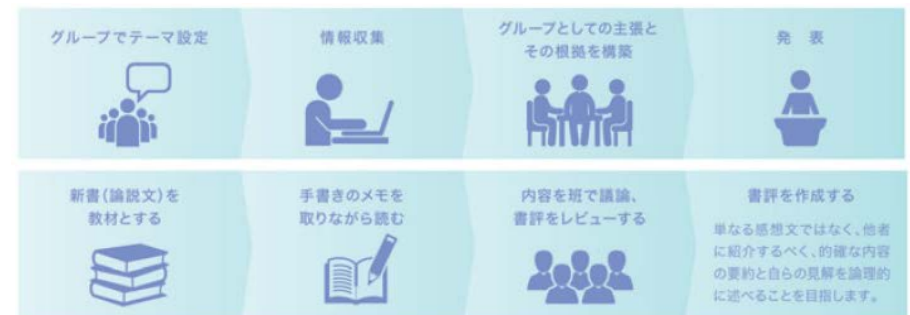 グループでテーマ設定
情報収集
グループとしての主張と
その根拠を構築
発 表
新書(論説文)を
教材とする
手書きのメモを
取りながら読む
内容を班で議論、
書評をレビューする
書評を作成する
単なる感想文ではなく、他者
に紹介するべく、的確な内容
の要約と自らの見解を論理的
に述べることを目指します。